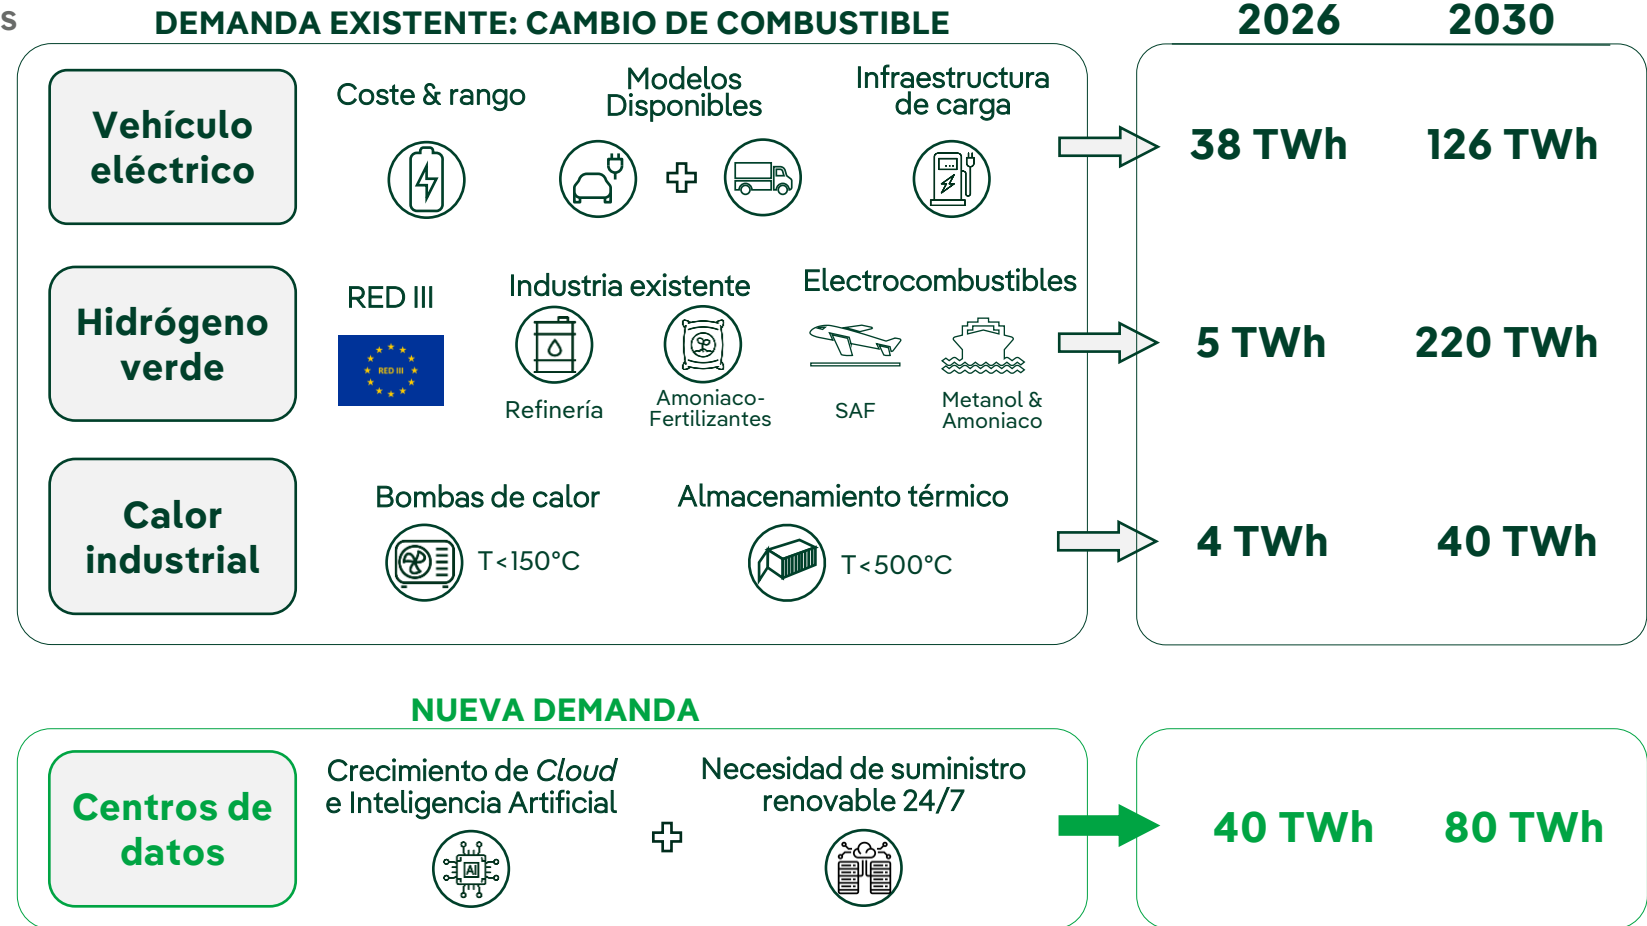 s
DEMANDA EXISTENTE: CAMBIO DE COMBUSTIBLE
2026
2030
Vehículo
eléctrico
Coste & rango
Modelos
Disponibles
Infraestructura
de carga
38 TWh
126 TWh
Hidrógeno
verde
RED III
RED III
Industria existente
Refinería
Amoniaco-
Fertilizantes
Electrocombustibles
SAF
Metanol &
Amoniaco
5 TWh
220 TWh
Calor
industrial
Bombas de calor
T<150°C
Almacenamiento térmico
T<500°C
4 TWh
40 TWh
NUEVA DEMANDA
Centros de
datos
Crecimiento de Cloud
e Inteligencia Artificial
AI
Necesidad de suministro
renovable 24/7
40 TWh
80 TWh